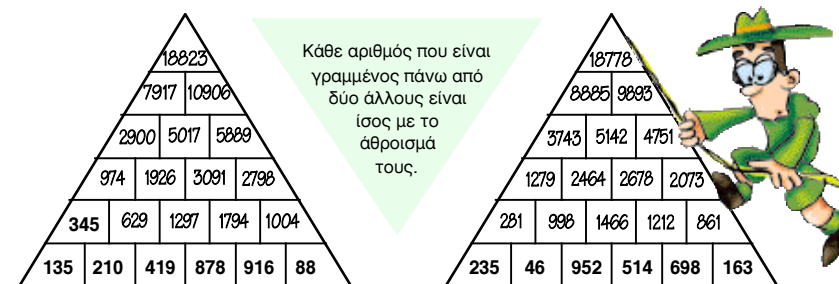 18823
7917 10906
2900 5017 5889
974 1926 3091 2798
345 629 1297 1794 1004
135 210 419 878 916 88
Κάθε αριθμός που είναι
γραμμένος πάνω από
δύο άλλους είναι
ίσος με το
άθροισμά
τους.
18778
8885 9893
3743 5142 4751
1279 2464 2678 2073
281 998 1466 1212 861
235 46 952 514 698 163